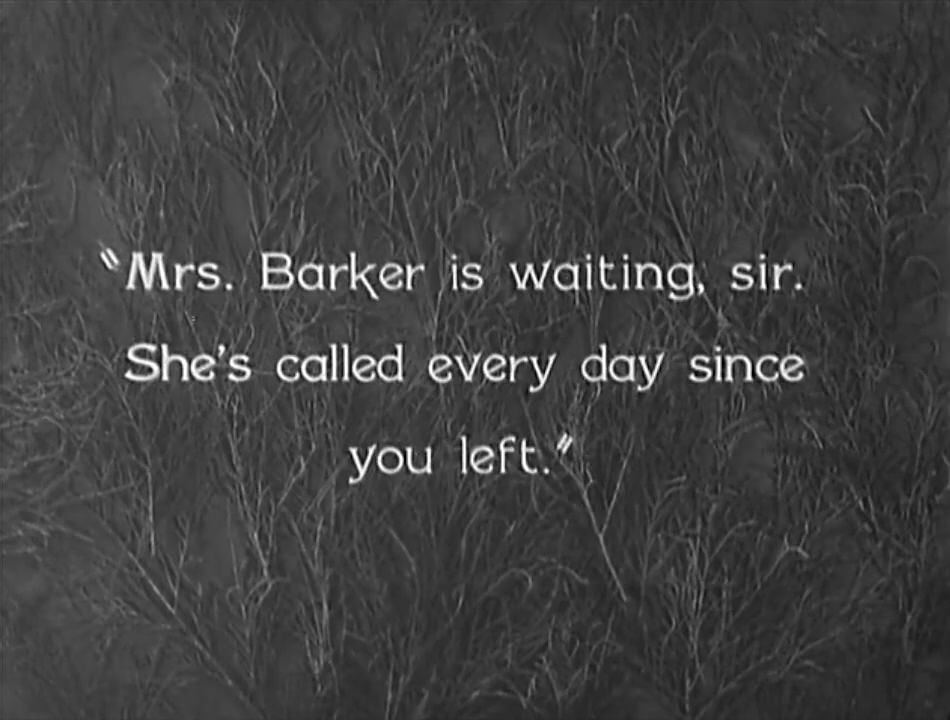 "Mrs. Barker is waiting, sir.
She's called every day since
you left."